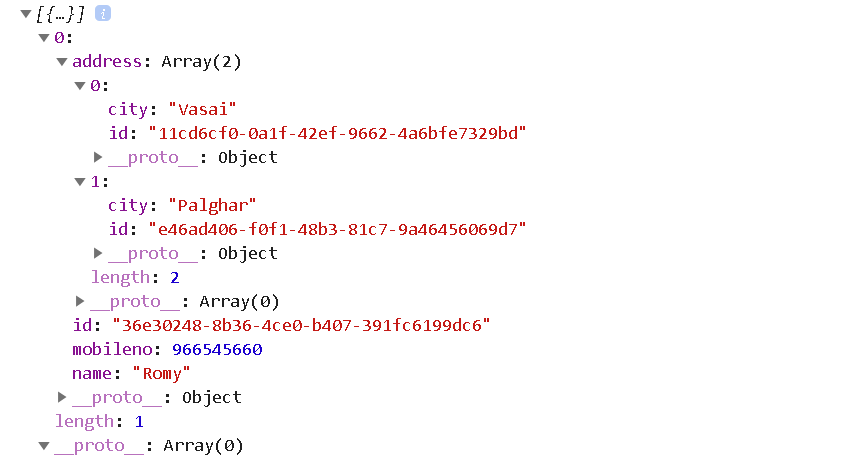 [{…}] i
0:
address: Array(2)
0:
city: "Vasai"
id: "11cd6cf0-0a1f-42ef-9662-4a6bfe7329bd"
__proto__: Object
1:
city: "Palghar"
id: "e46ad406-f0f1-48b3-81c7-9a46456069d7"
__proto__: Object
length: 2
__proto__: Array(0)
id: "36e30248-8b36-4ce0-b407-391fc6199dc6"
mobileno: 966545660
name: "Romy"
__proto__: Object
length: 1
__proto__: Array(0)